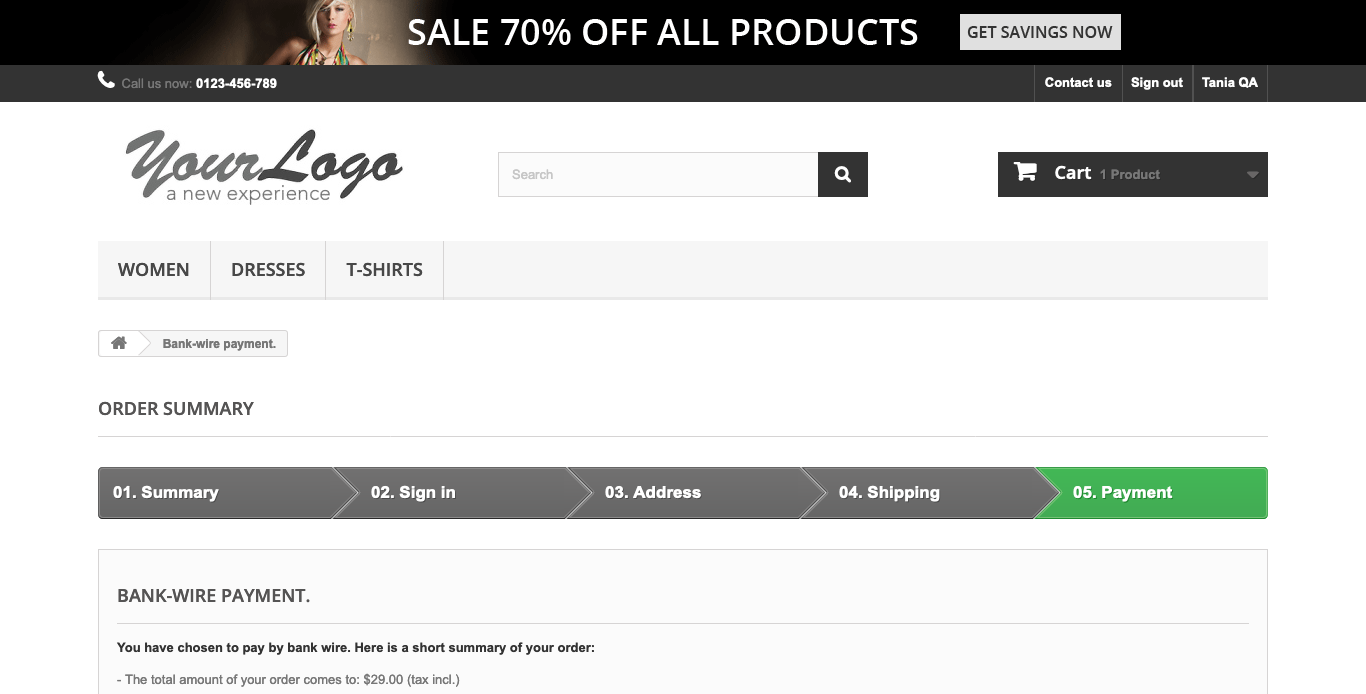 SALE 70% OFF ALL PRODUCTS GET SAVINGS NOW
Call us now: 0123-456-789 Contact us Sign out Tania QA
YourLogo
a new experience
Search
Cart 1 Product
WOMEN DRESSES T-SHIRTS
Bank-wire payment.
ORDER SUMMARY
01. Summary 02. Sign in 03. Address 04. Shipping 05. Payment
BANK-WIRE PAYMENT.
You have chosen to pay by bank wire. Here is a short summary of your order:
- The total amount of your order comes to: $29.00 (tax incl.)